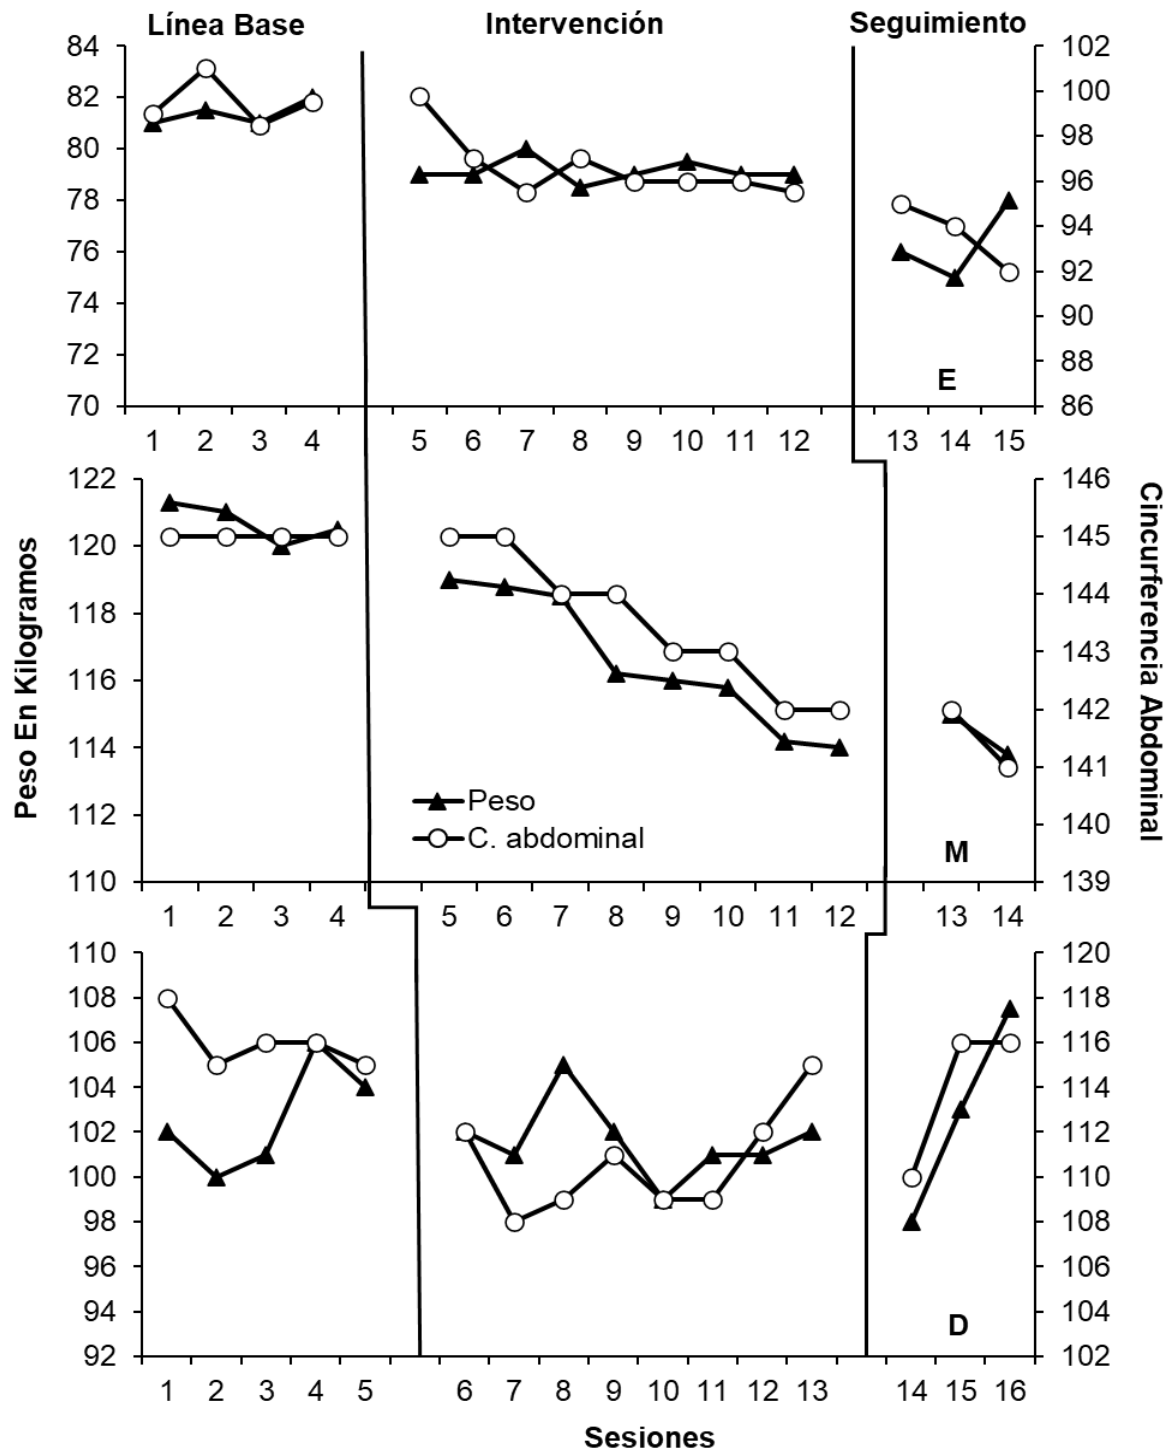 Línea Base Intervención Seguimiento
84 102
82 100
80 98
78 96
76 94
74 92
72 90
70 88
86
E
1 2 3 4 5 6 7 8 9 10 11 12 13 14 15
Peso En Kilogramos
Cincurferencia Abdominal
122 146
120 145
118 144
116 143
114 142
112 141
110 140
139
Peso
C. abdominal
M
1 2 3 4 5 6 7 8 9 10 11 12 13 14
110 120
108 118
106 116
104 114
102 112
100 110
98 108
96 106
94 104
92 102
D
1 2 3 4 5 6 7 8 9 10 11 12 13 14 15 16
Sesiones